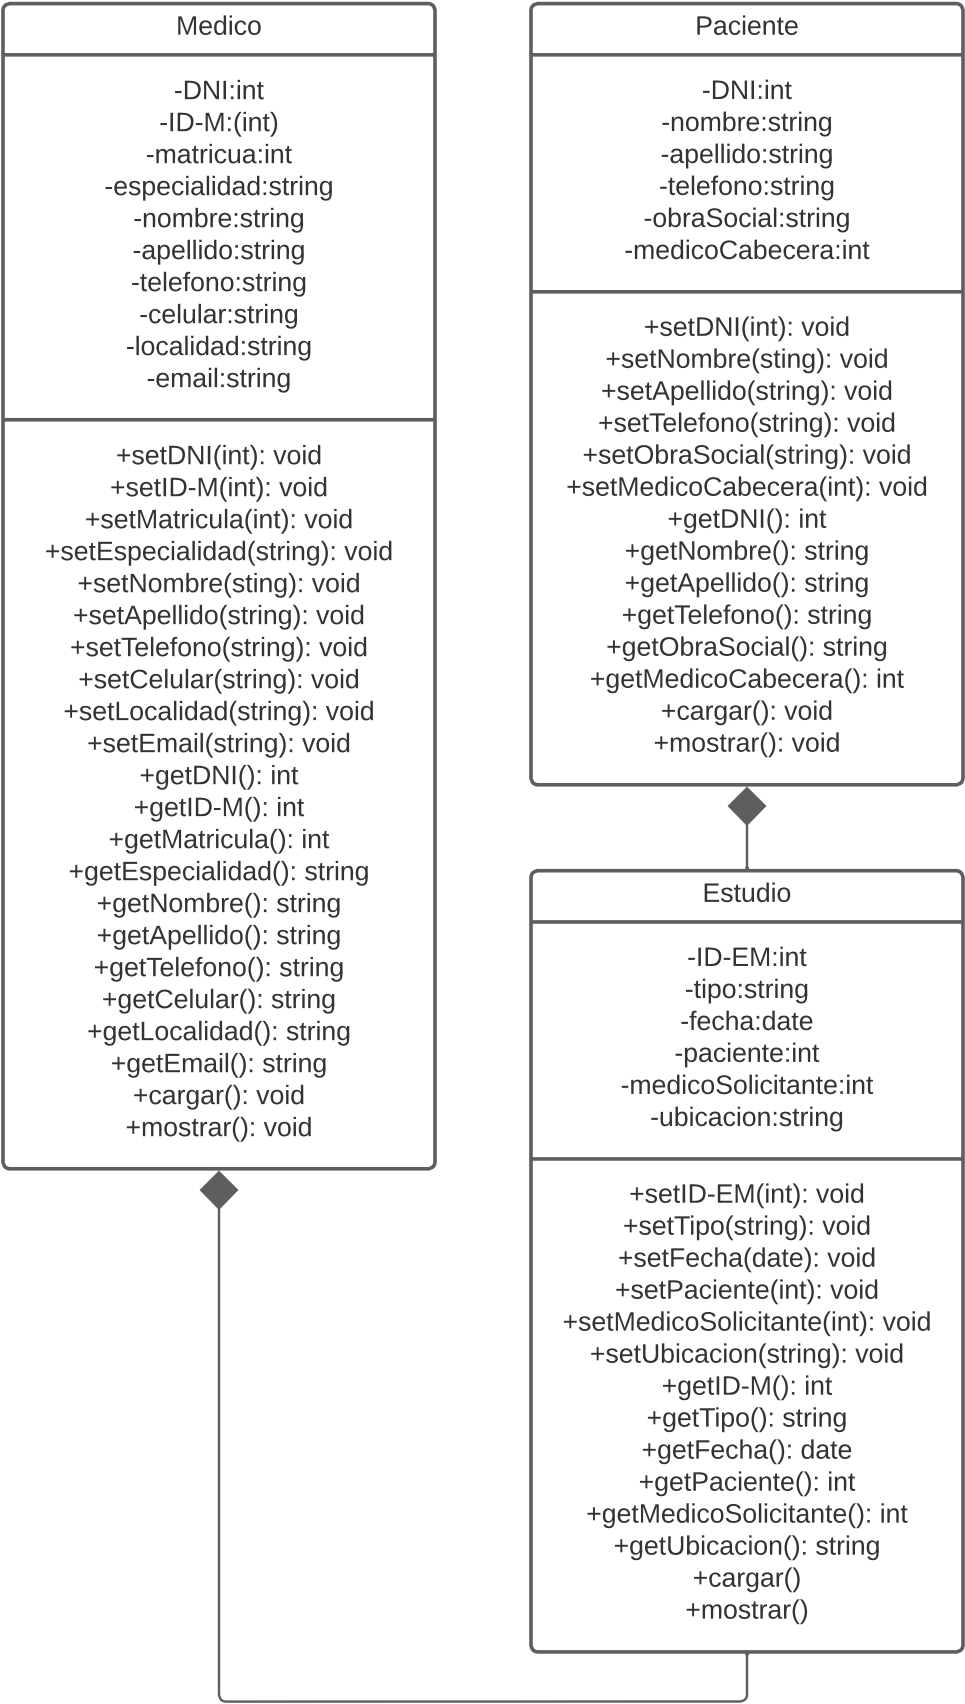 Medico
-DNI:int
-ID-M:(int)
-matricua:int
-especialidad:string
-nombre:string
-apellido:string
-telefono:string
-celular:string
-localidad:string
-email:string
+setDNI(int): void
+setID-M(int): void
+setMatricula(int): void
+setEspecialidad(string): void
+setNombre(sting): void
+setApellido(string): void
+setTelefono(string): void
+setCelular(string): void
+setLocalidad(string): void
+setEmail(string): void
+getDNI(): int
+getID-M(): int
+getMatricula(): int
+getEspecialidad(): string
+getNombre(): string
+getApellido(): string
+getTelefono(): string
+getCelular(): string
+getLocalidad(): string
+getEmail(): string
+cargar(): void
+mostrar(): void
Paciente
-DNI:int
-nombre:string
-apellido:string
-telefono:string
-obraSocial:string
-medicoCabecera:int
+setDNI(int): void
+setNombre(sting): void
+setApellido(string): void
+setTelefono(string): void
+setObraSocial(string): void
+setMedicoCabecera(int): void
+getDNI(): int
+getNombre(): string
+getApellido(): string
+getTelefono(): string
+getObraSocial(): string
+getMedicoCabecera(): int
+cargar(): void
+mostrar(): void
Estudio
-ID-EM:int
-tipo:string
-fecha:date
-paciente:int
-medicoSolicitante:int
-ubicacion:string
+setID-EM(int): void
+setTipo(string): void
+setFecha(date): void
+setPaciente(int): void
+setMedicoSolicitante(int): void
+setUbicacion(string): void
+getID-M(): int
+getTipo(): string
+getFecha(): date
+getPaciente(): int
+getMedicoSolicitante(): int
+getUbicacion(): string
+cargar()
+mostrar()